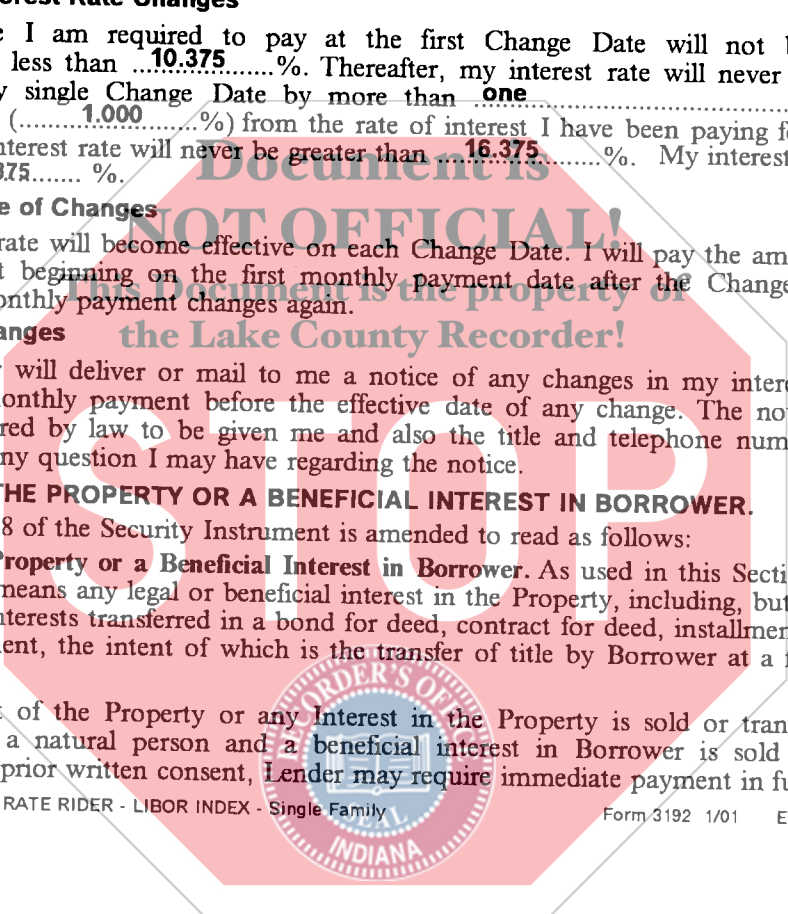 erest Rate Changes
e I am required to pay at the first Change Date will not
less than ...10.375.......%. Thereafter, my interest rate will never
y single Change Date by more than one
(..........1.000........%) from the rate of interest I have been paying f
nterest rate will never be greater than .....16.375..........%. My interest
375....... %.
Document is
e of Changes
NOT OFFICIAL!
rate will become effective on each Change Date. I will pay the am
t beginning on the first monthly payment date after the Change
This Document is the property of
onthly payment changes again.
the Lake County Recorder!
anges
will deliver or mail to me a notice of any changes in my intere
onthly payment before the effective date of any change. The no
red by law to be given me and also the title and telephone num
ny question I may have regarding the notice.
STOP
THE PROPERTY OR A BENEFICIAL INTEREST IN BORROWER.
8 of the Security Instrument is amended to read as follows:
Property or a Beneficial Interest in Borrower. As used in this Secti
means any legal or beneficial interest in the Property, including, but
nterests transferred in a bond for deed, contract for deed, installmen
ent, the intent of which is the transfer of title by Borrower at a f
RECORDER'S OFFICE
t of the Property or any Interest in the Property is sold or tran
a natural person and a beneficial interest in Borrower is sold
prior written consent, Lender may require immediate payment in fu
RATE RIDER - LIBOR INDEX - Single Family
Form 3192 1/01 E
SEAL
INDIANA